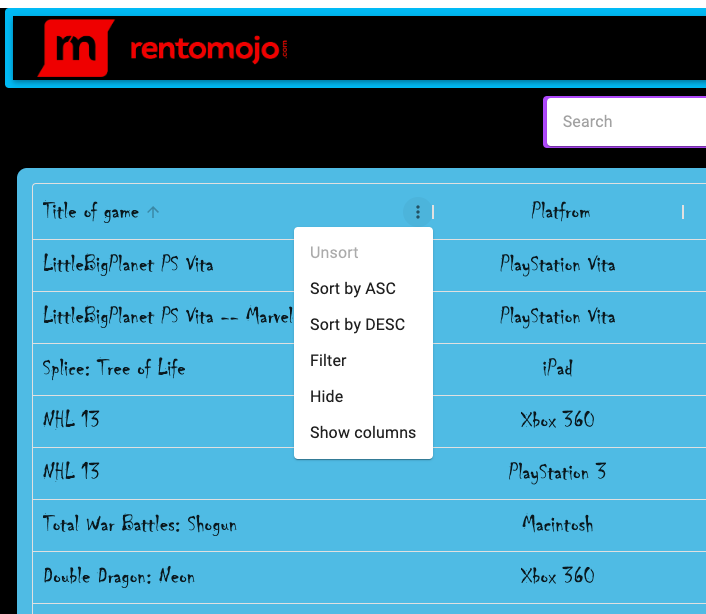 rm rentomojo .com
Search
Title of game Platfrom
Unsort
LittleBigPlanet PS Vita PlayStation Vita
Sort by ASC
LittleBigPlanet PS Vita -- Marvel PlayStation Vita
Sort by DESC
Filter
Splice: Tree of Life iPad
Hide
NHL 13 Xbox 360
Show columns
NHL 13 PlayStation 3
Total War Battles: Shogun Macintosh
Double Dragon: Neon Xbox 360